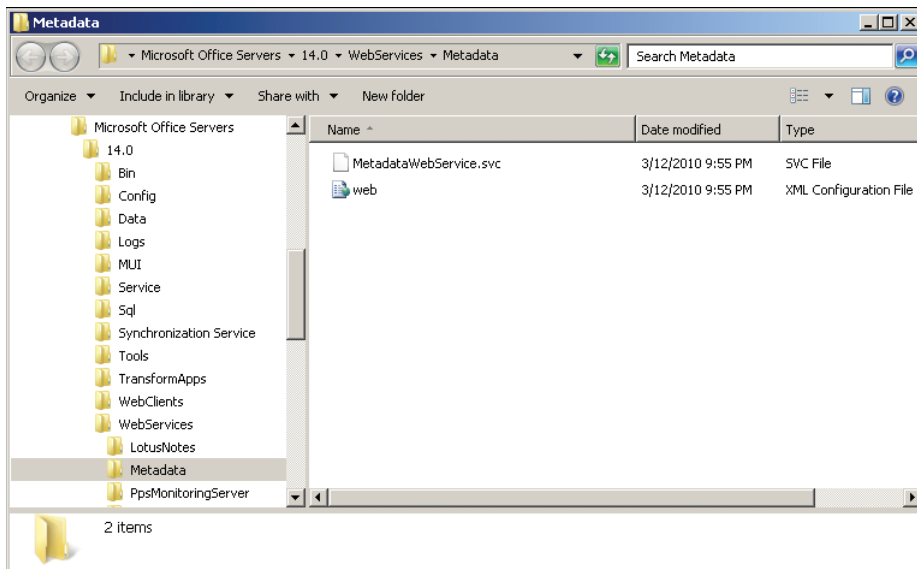 Metadata
Microsoft Office Servers 14.0 WebServices Metadata Search Metadata
Organize Include in library Share with New folder
Microsoft Office Servers
14.0
Bin
Config
Data
Logs
MUI
Service
Sql
Synchronization Service
Tools
TransformApps
WebClients
WebServices
LotusNotes
Metadata
PpsMonitoringServer
Name Date modified Type
MetadataWebService.svc 3/12/2010 9:55 PM SVC File
web 3/12/2010 9:55 PM XML Configuration File
2 items